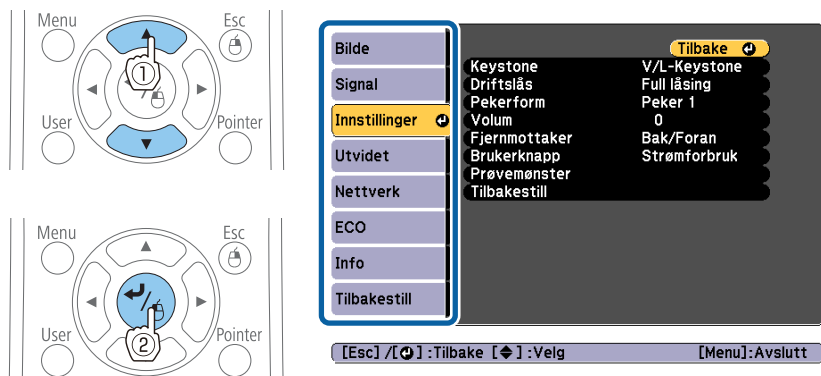 Menu
Esc
①
User
Pointer
Menu
Esc
User
②
Pointer
Bilde
Signal
Innstillinger
Utvidet
Nettverk
ECO
Info
Tilbakestill
Tilbake
Keystone V/L-Keystone
Driftslås Full låsing
Pekerform Peker 1
Volum 0
Fjernmottaker Bak/Foran
Brukerknapp Strømforbruk
Prøvemønster
Tilbakestill
[Esc] /[ ] :Tilbake [ ] :Velg [Menu]:Avslutt